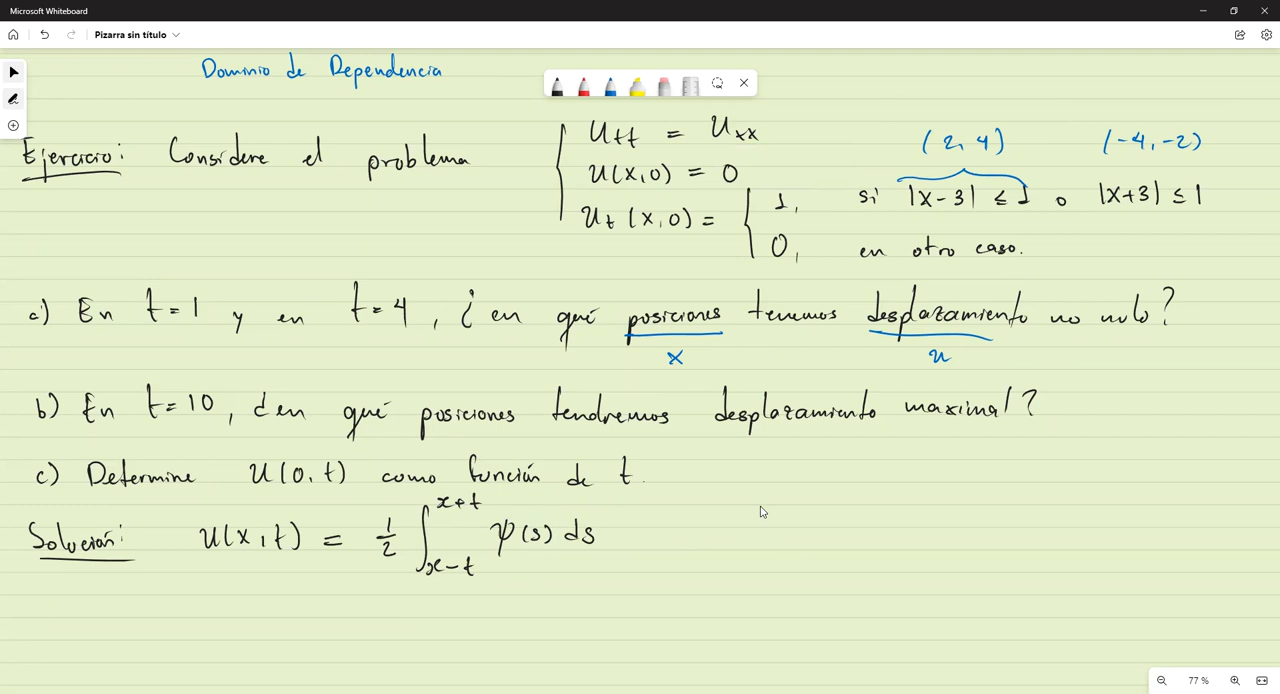 Microsoft Whiteboard
Pizarra sin título
Dominio de Dependencia
Ejercicio: Considere el problema
u_tt = u_xx
u(x,0) = 0
u_t(x,0) = { 1, si |x-3| ≤ 1 o |x+3| ≤ 1
0, en otro caso.
(2,4) (-4,-2)
a) En t=1 y en t=4, ¿en qué posiciones tenemos desplazamiento no nulo?
x u
b) En t=10, ¿en qué posiciones tendremos desplazamiento maximal?
c) Determine u(0,t) como función de t.
Solución: u(x,t) = 1/2 ∫_{x-t}^{x+t} ψ(s) ds
77 %